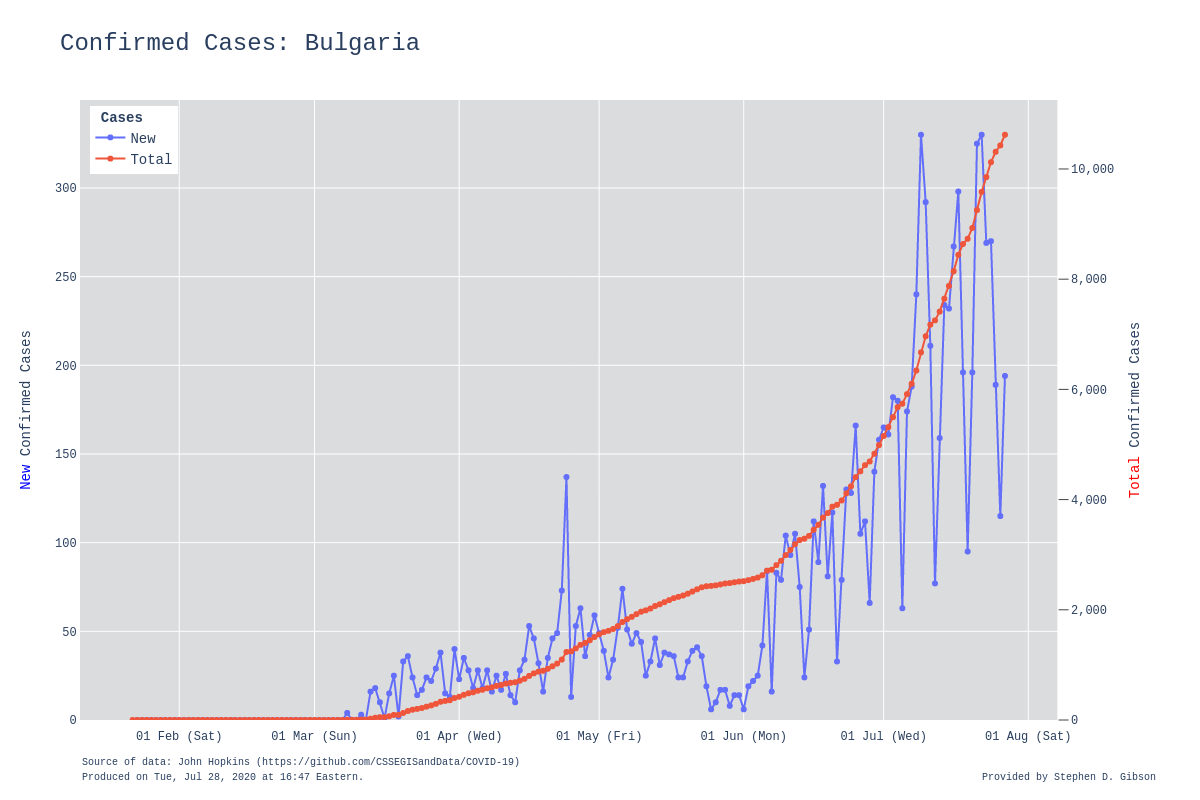 Confirmed Cases: Bulgaria
Cases
New
Total
300
250
200
150
100
50
0
10,000
8,000
6,000
4,000
2,000
0
New Confirmed Cases
Total Confirmed Cases
01 Feb (Sat) 01 Mar (Sun) 01 Apr (Wed) 01 May (Fri) 01 Jun (Mon) 01 Jul (Wed) 01 Aug (Sat)
Source of data: John Hopkins (https://github.com/CSSEGISandData/COVID-19)
Produced on Tue, Jul 28, 2020 at 16:47 Eastern.
Provided by Stephen D. Gibson